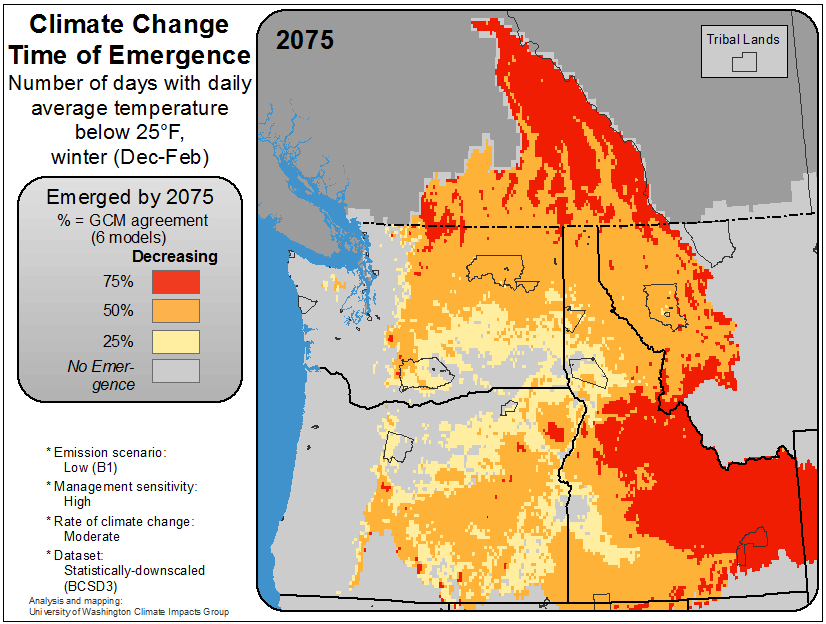 Climate Change
Time of Emergence
Number of days with daily
average temperature
below 25°F,
winter (Dec-Feb)
2075
Tribal Lands
Emerged by 2075
% = GCM agreement
(6 models)
Decreasing
75%
50%
25%
No Emer-
gence
* Emission scenario:
Low (B1)
* Management sensitivity:
High
* Rate of climate change:
Moderate
* Dataset:
Statistically-downscaled
(BCSD3)
Analysis and mapping:
University of Washington Climate Impacts Group